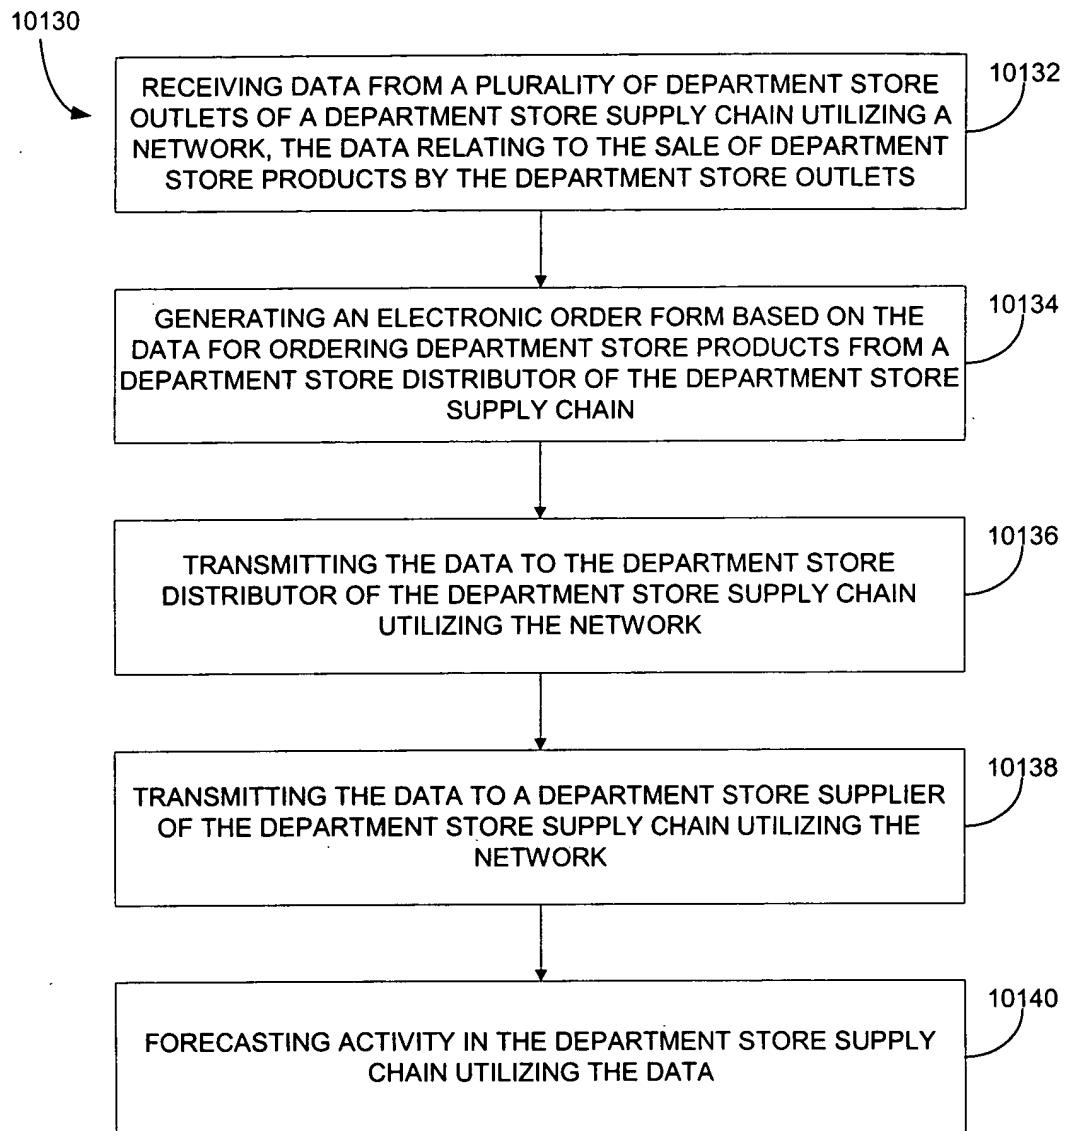 10130
10132
RECEIVING DATA FROM A PLURALITY OF DEPARTMENT STORE
OUTLETS OF A DEPARTMENT STORE SUPPLY CHAIN UTILIZING A
NETWORK, THE DATA RELATING TO THE SALE OF DEPARTMENT
STORE PRODUCTS BY THE DEPARTMENT STORE OUTLETS
10134
GENERATING AN ELECTRONIC ORDER FORM BASED ON THE
DATA FOR ORDERING DEPARTMENT STORE PRODUCTS FROM A
DEPARTMENT STORE DISTRIBUTOR OF THE DEPARTMENT STORE
SUPPLY CHAIN
10136
TRANSMITTING THE DATA TO THE DEPARTMENT STORE
DISTRIBUTOR OF THE DEPARTMENT STORE SUPPLY CHAIN
UTILIZING THE NETWORK
10138
TRANSMITTING THE DATA TO A DEPARTMENT STORE SUPPLIER
OF THE DEPARTMENT STORE SUPPLY CHAIN UTILIZING THE
NETWORK
10140
FORECASTING ACTIVITY IN THE DEPARTMENT STORE SUPPLY
CHAIN UTILIZING THE DATA